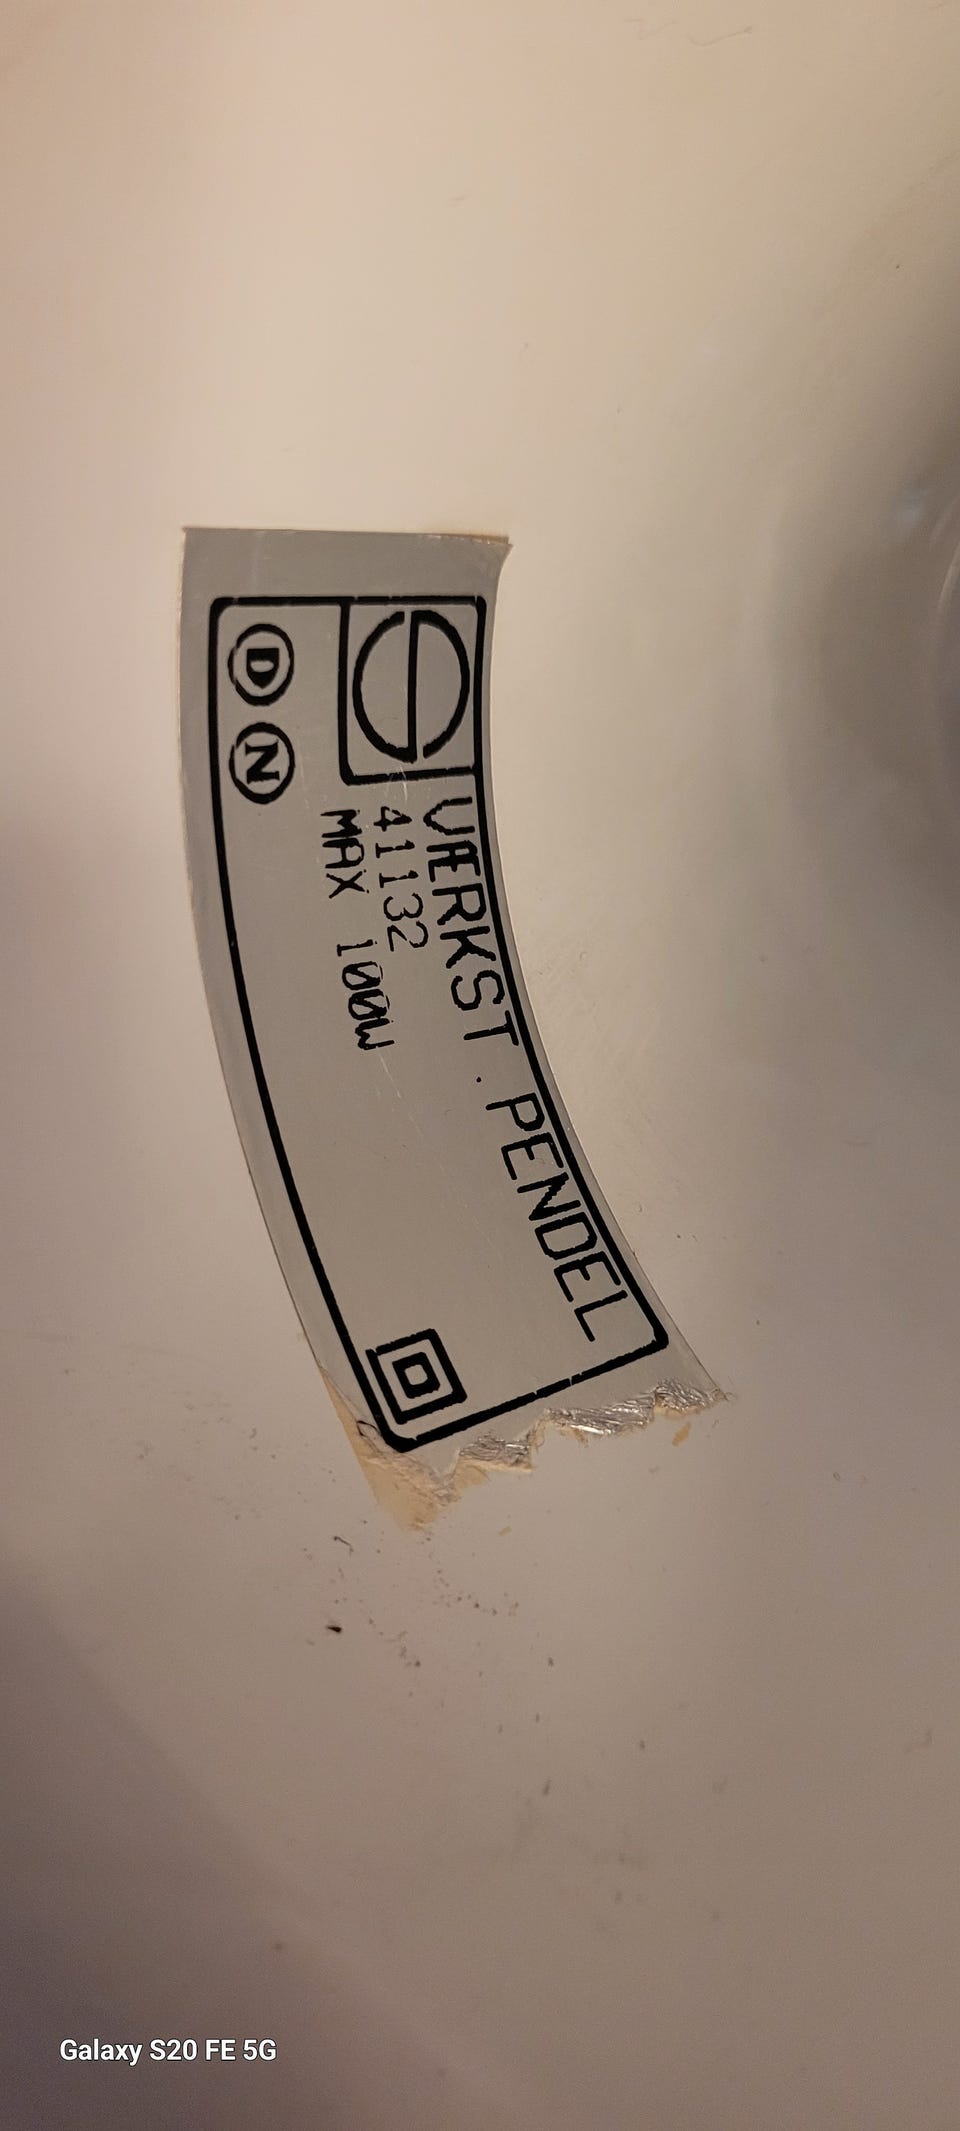 VÆRKST. PENDEL
41132
MAX 100W
D N
Galaxy S20 FE 5G